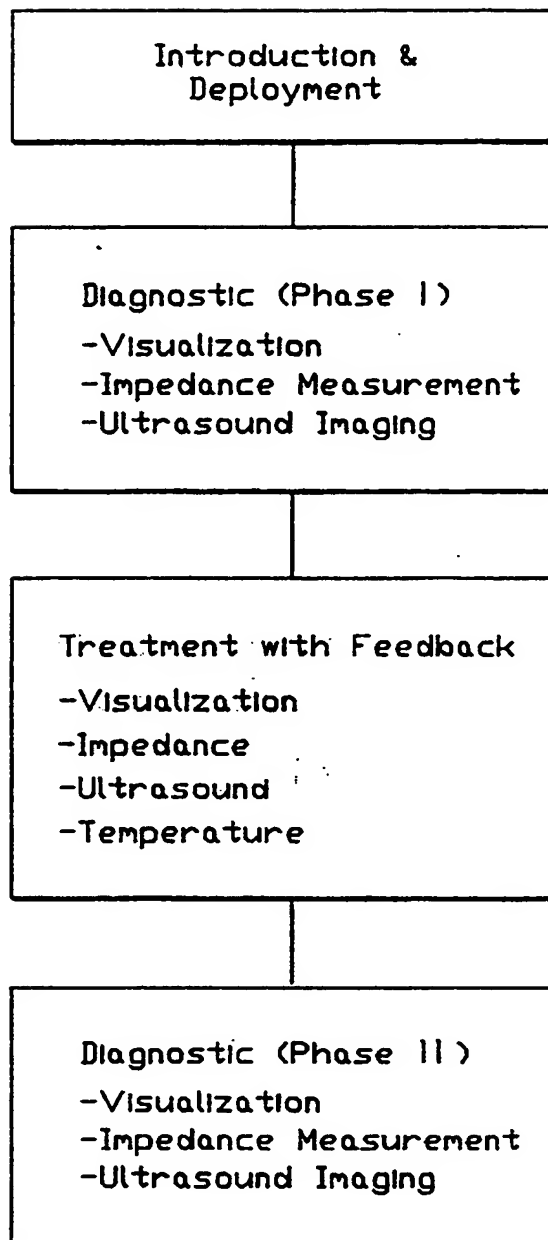 Introduction &
Deployment
Diagnostic (Phase I)
-Visualization
-Impedance Measurement
-Ultrasound Imaging
Treatment with Feedback
-Visualization
-Impedance
-Ultrasound
-Temperature
Diagnostic (Phase II)
-Visualization
-Impedance Measurement
-Ultrasound Imaging